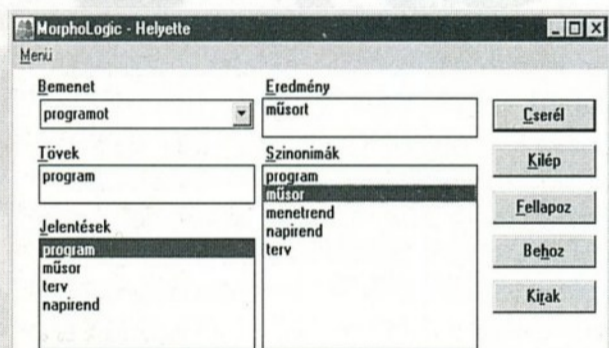 MorphoLogic - Helyette
Menü
Bemenet
programot
Eredmény
műsort
Cserél
Tövek
program
Szinonimák
program
műsor
menetrend
napirend
terv
Kilép
Fellapoz
Behoz
Kirak
Jelentések
program
műsor
terv
napirend